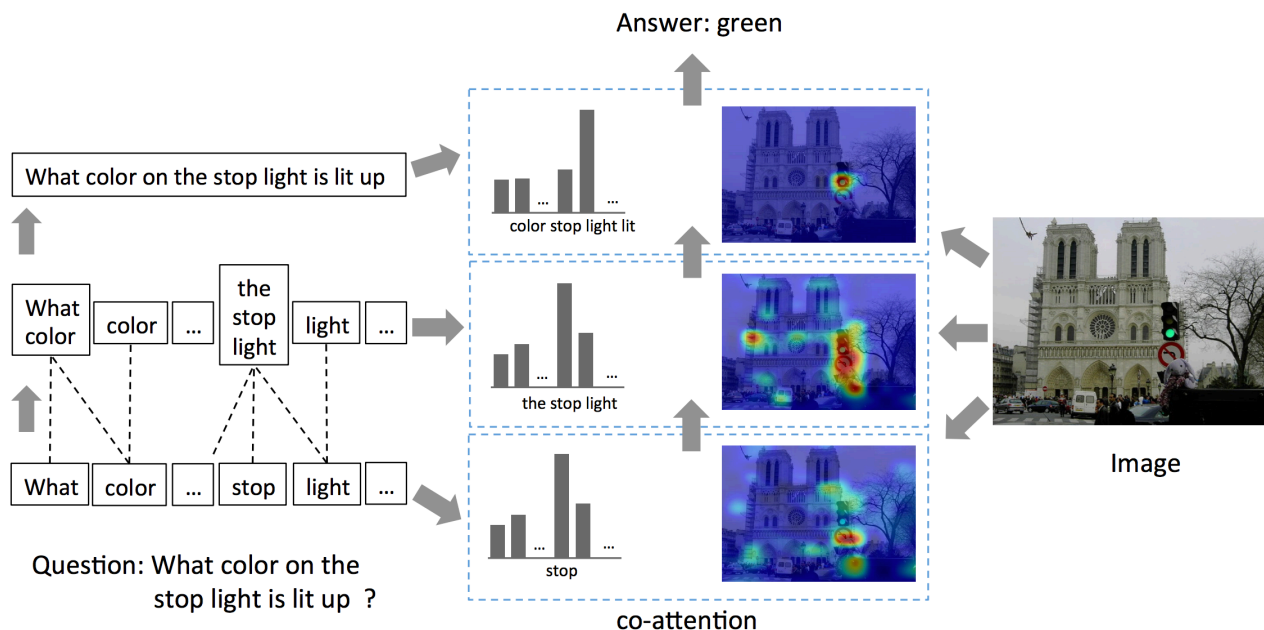 Answer: green
What color on the stop light is lit up
color stop light lit
...
...
What
color
color
...
the
stop
light
light
...
the stop light
...
...
What
color
...
stop
light
...
stop
...
...
Image
Question: What color on the
stop light is lit up ?
co-attention